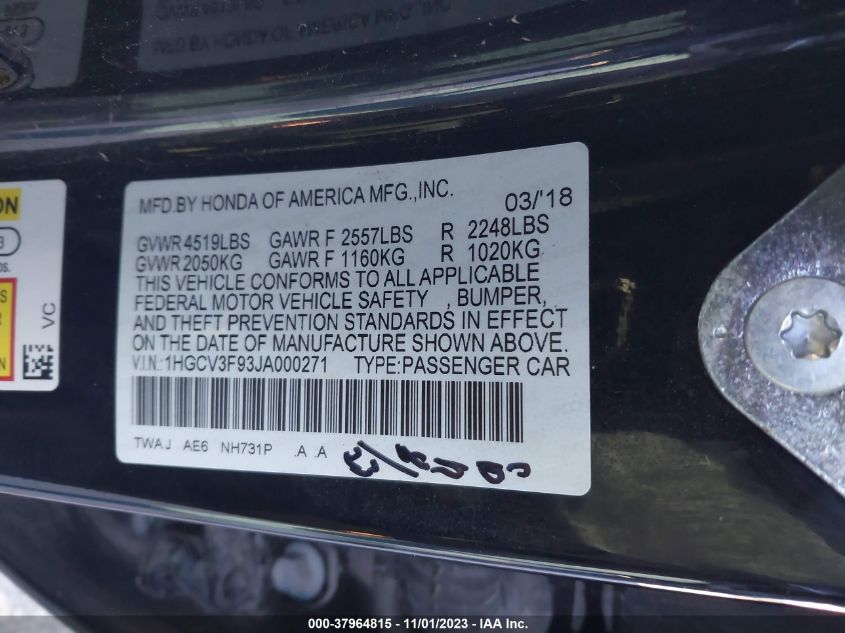 MFD.BY HONDA OF AMERICA MFG.,INC. 03/'18
GVWR 4519LBS GAWR F 2557LBS R 2248LBS
GVWR 2050KG GAWR F 1160KG R 1020KG
THIS VEHICLE CONFORMS TO ALL APPLICABLE
FEDERAL MOTOR VEHICLE SAFETY , BUMPER,
AND THEFT PREVENTION STANDARDS IN EFFECT
ON THE DATE OF MANUFACTURE SHOWN ABOVE.
V.I.N.:1HGCV3F93JA000271 TYPE:PASSENGER CAR
TWAJ AE6 NH731P .A .A
ON
3
os.
S
R
VC
000-37964815 - 11/01/2023 - IAA Inc.